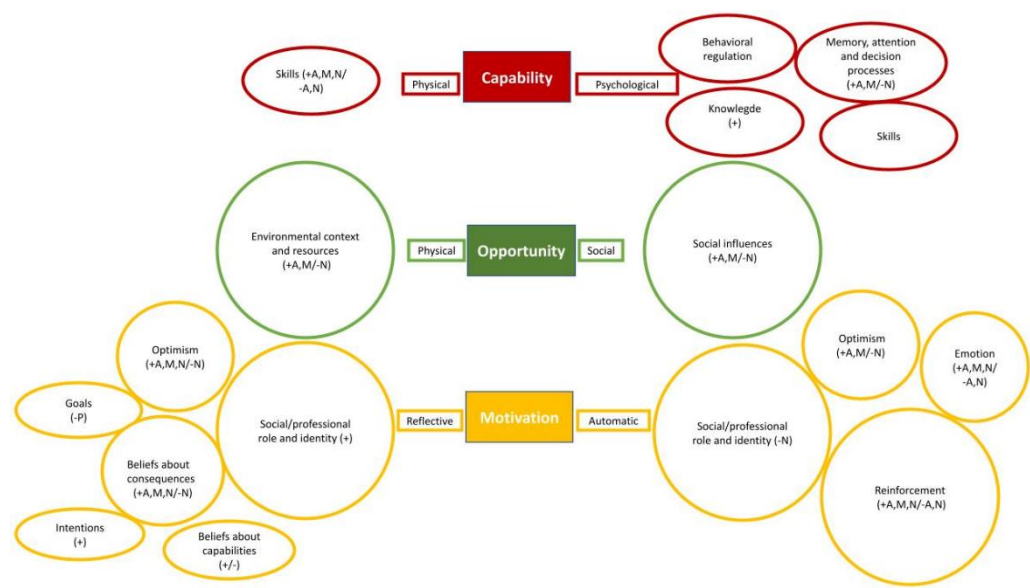 Skills (+A,M,N/
-A,N)
Physical
Capability
Psychological
Behavioral
regulation
Memory, attention
and decision
processes
(+A,M/-N)
Knowlegde
(+)
Skills
Environmental context
and resources
(+A,M/-N)
Physical
Opportunity
Social
Social influences
(+A,M/-N)
Optimism
(+A,M,N/-N)
Goals
(-P)
Social/professional
role and identity (+)
Beliefs about
consequences
(+A,M,N/-N)
Intentions
(+)
Beliefs about
capabilities
(+/-)
Reflective
Motivation
Automatic
Social/professional
role and identity (-N)
Optimism
(+A,M/-N)
Emotion
(+A,M,N/
-A,N)
Reinforcement
(+A,M,N/-A,N)